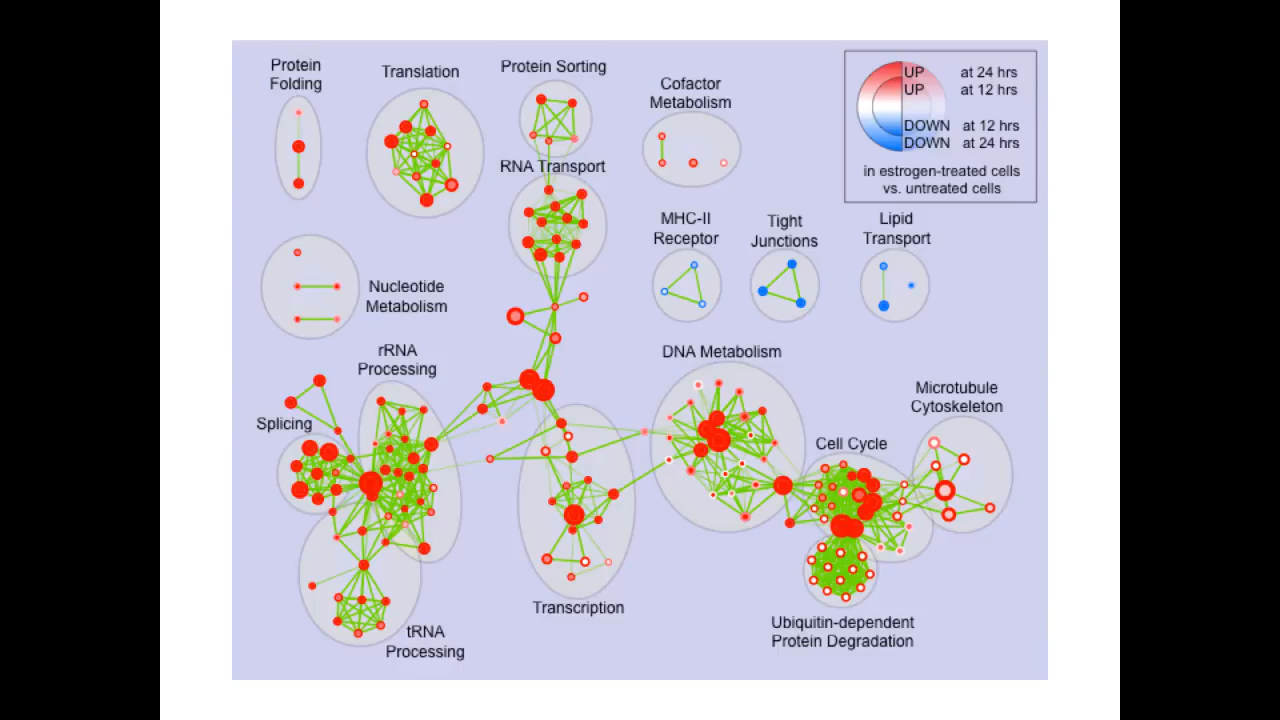 Protein
Folding
Translation
Protein Sorting
Cofactor
Metabolism
UP at 24 hrs
UP at 12 hrs
DOWN at 12 hrs
DOWN at 24 hrs
in estrogen-treated cells
vs. untreated cells
RNA Transport
MHC-II
Receptor
Tight
Junctions
Lipid
Transport
Nucleotide
Metabolism
rRNA
Processing
DNA Metabolism
Microtubule
Cytoskeleton
Splicing
Cell Cycle
Transcription
Ubiquitin-dependent
Protein Degradation
tRNA
Processing